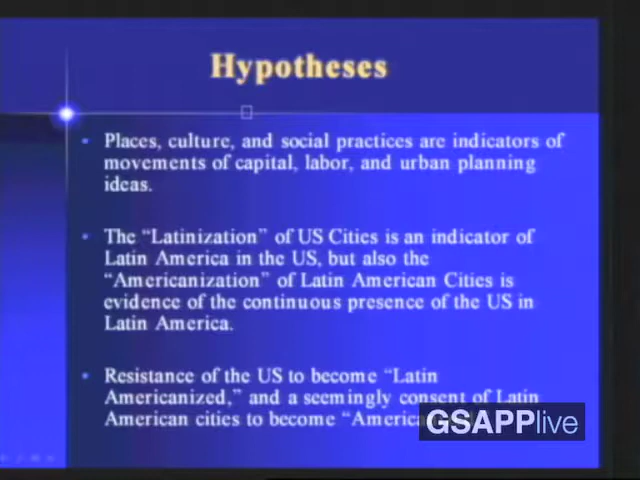 Hypotheses
Places, culture, and social practices are indicators of
movements of capital, labor, and urban planning
ideas.
The “Latinization” of US Cities is an indicator of
Latin America in the US, but also the
“Americanization” of Latin American Cities is
evidence of the continuous presence of the US in
Latin America.
Resistance of the US to become “Latin
Americanized,” and a seemingly consent of Latin
American cities to become
GSAPPlive